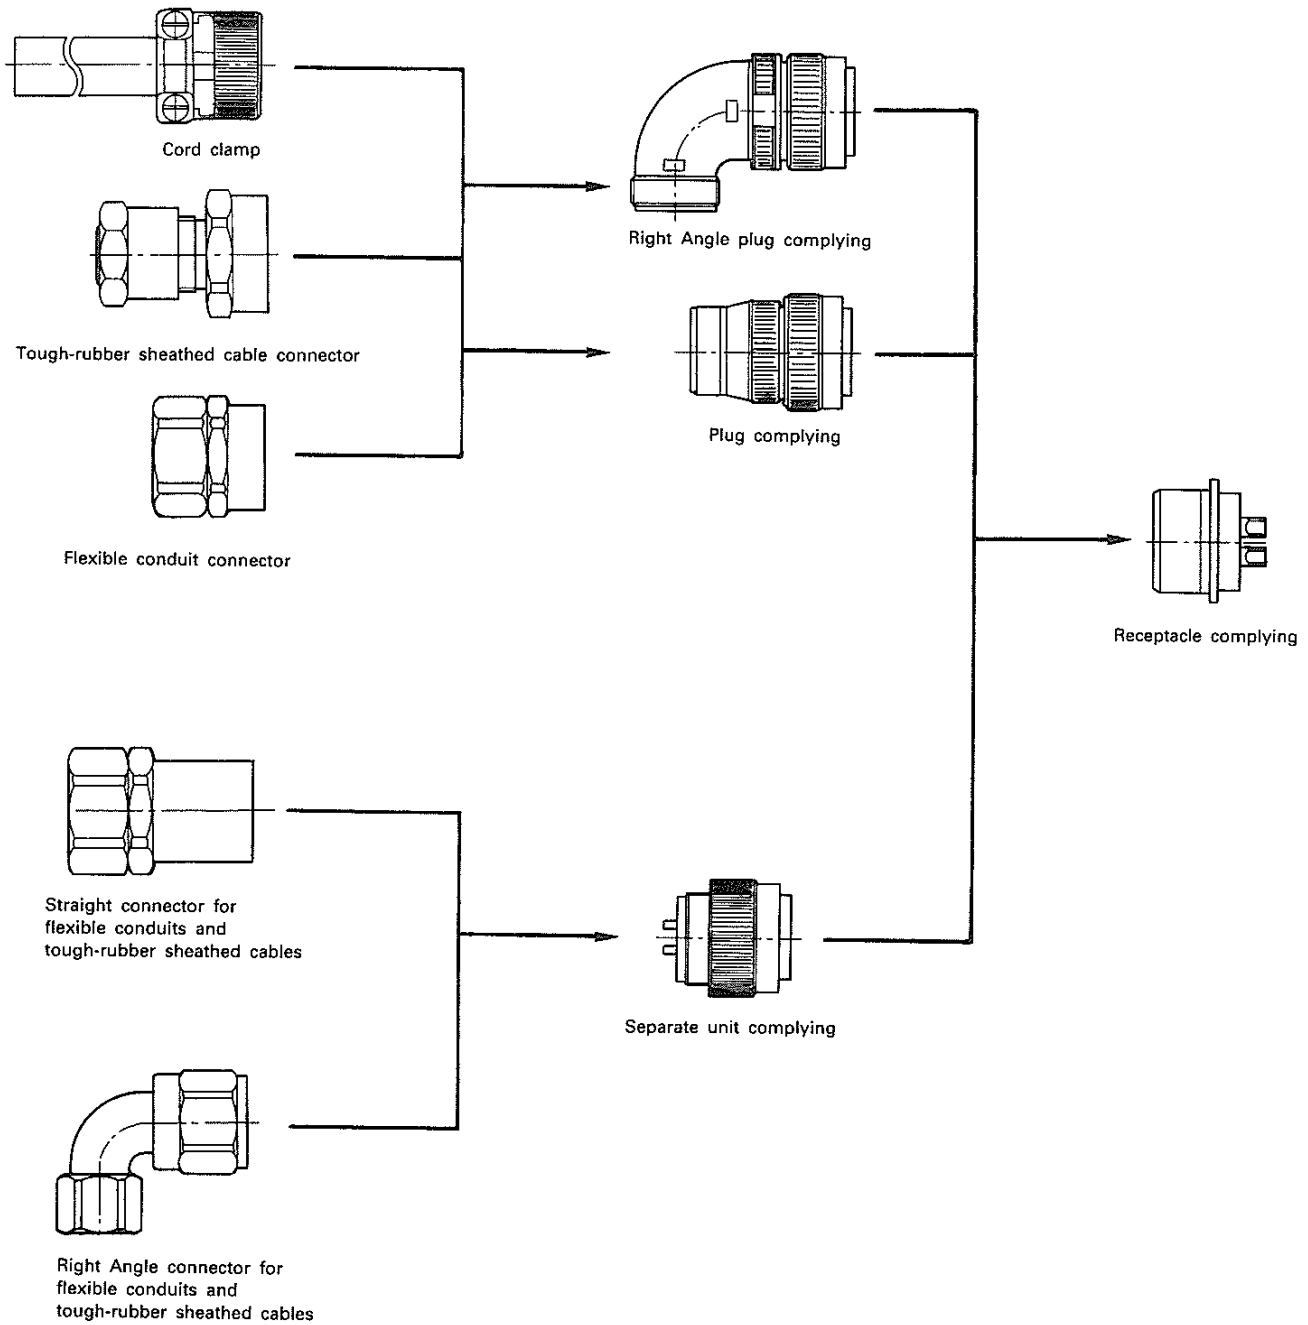 Cord clamp
Right Angle plug complying
Tough-rubber sheathed cable connector
Plug complying
Flexible conduit connector
Receptacle complying
Straight connector for
flexible conduits and
tough-rubber sheathed cables
Separate unit complying
Right Angle connector for
flexible conduits and
tough-rubber sheathed cables